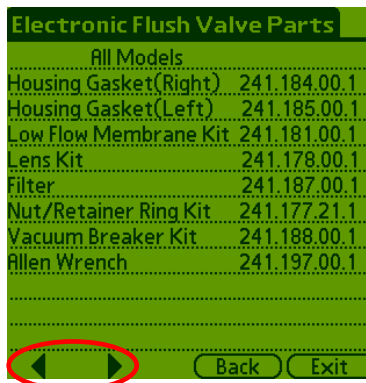 Electronic Flush Valve Parts
All Models
Housing Gasket(Right) 241.184.00.1
Housing Gasket(Left) 241.185.00.1
Low Flow Membrane Kit 241.181.00.1
Lens Kit 241.178.00.1
Filter 241.187.00.1
Nut/Retainer Ring Kit 241.177.21.1
Vacuum Breaker Kit 241.188.00.1
Allen Wrench 241.197.00.1
Back Exit